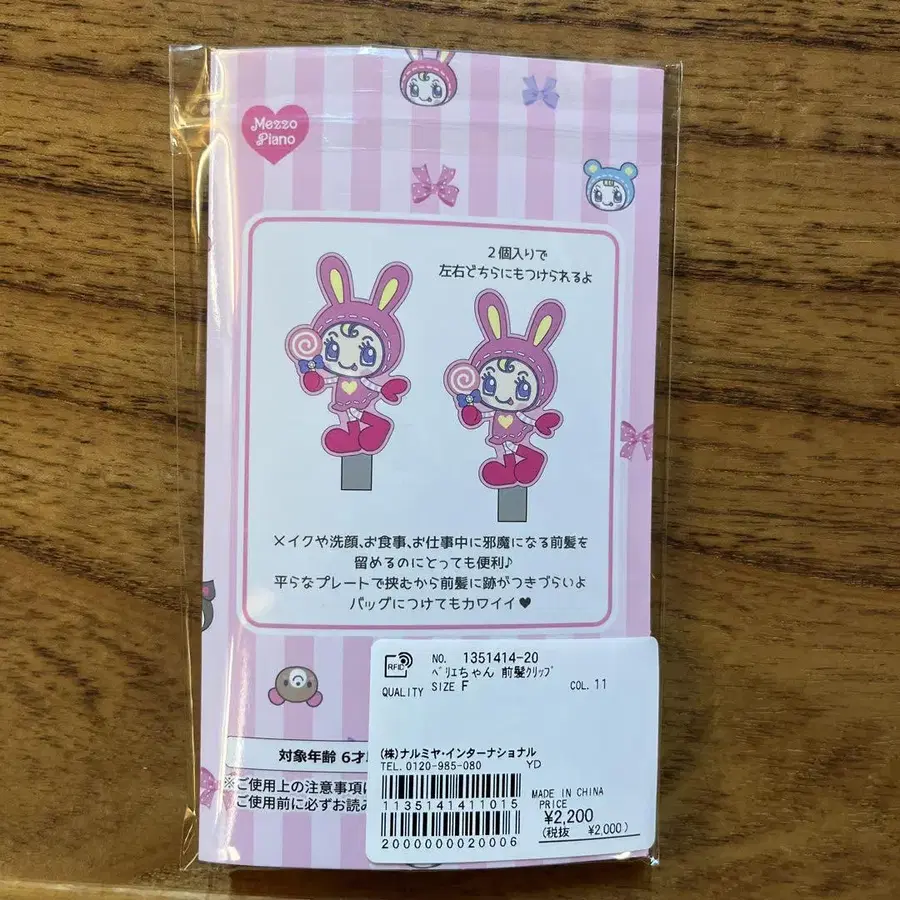 Mezzo
Piano
2個入りで
左右どちらにもつけられるよ
メイクや洗顔、お食事、お仕事中に邪魔になる前髪を
留めるのにとっても便利♪
平らなプレートで挟むから前髪に跡がつきづらいよ
バッグにつけてもカワイイ♥
対象年齢 6才
※ご使用上の注意事項
ご使用前に必ずお読み
RFID
NO. 1351414-20
ﾍﾞﾘｴちゃん 前髪ｸﾘｯﾌﾟ
QUALITY SIZE F COL. 11
(株)ナルミヤ・インターナショナル
TEL. 0120-985-080 YD
1135141411015
2000000020006
MADE IN CHINA
PRICE
¥2,200
(税抜 ¥2,000)